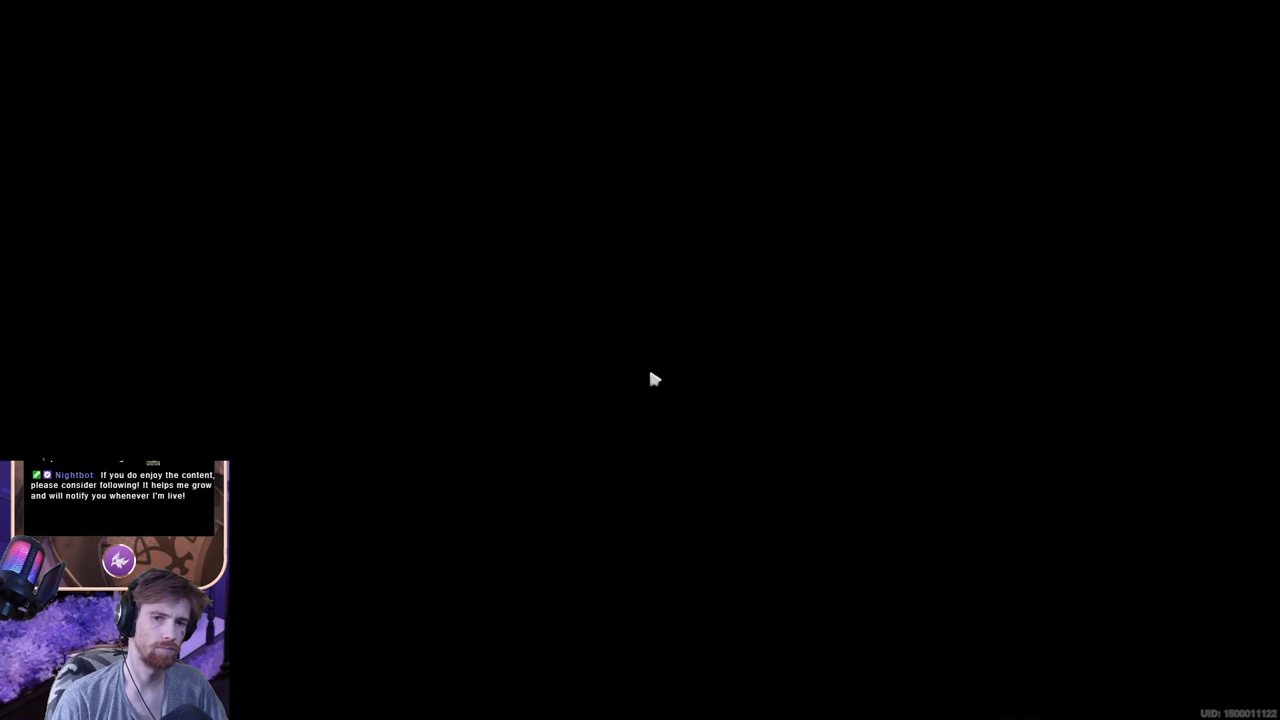 Nightbot: If you do enjoy the content,
please consider following! It helps me grow
and will notify you whenever I'm live!
UID: 1500011122